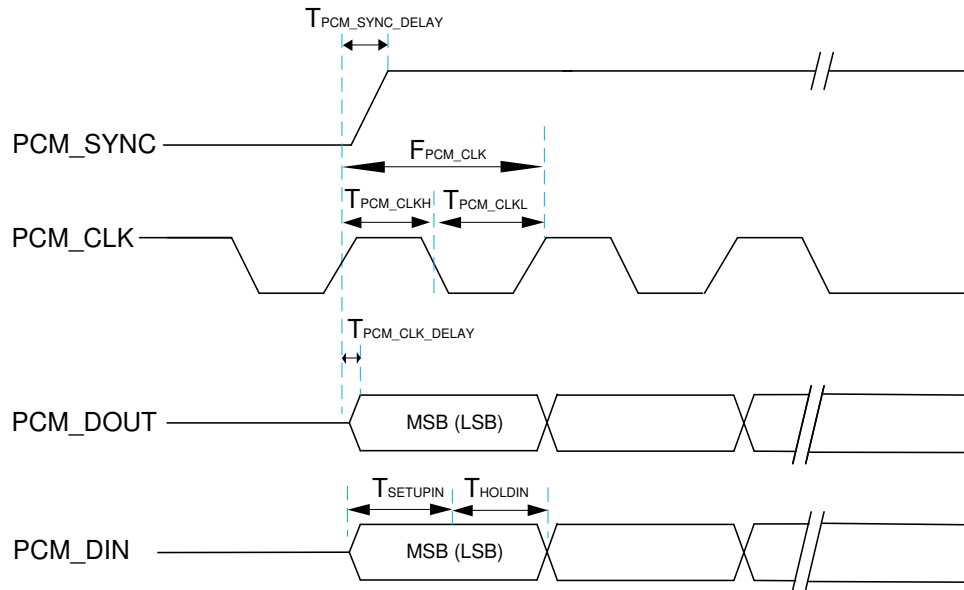 TPCM_SYNC_DELAY
PCM_SYNC
FPCM_CLK
TPCM_CLKH TPCM_CLKL
PCM_CLK
TPCM_CLK_DELAY
PCM_DOUT MSB (LSB)
TSETUPIN THOLDIN
PCM_DIN MSB (LSB)